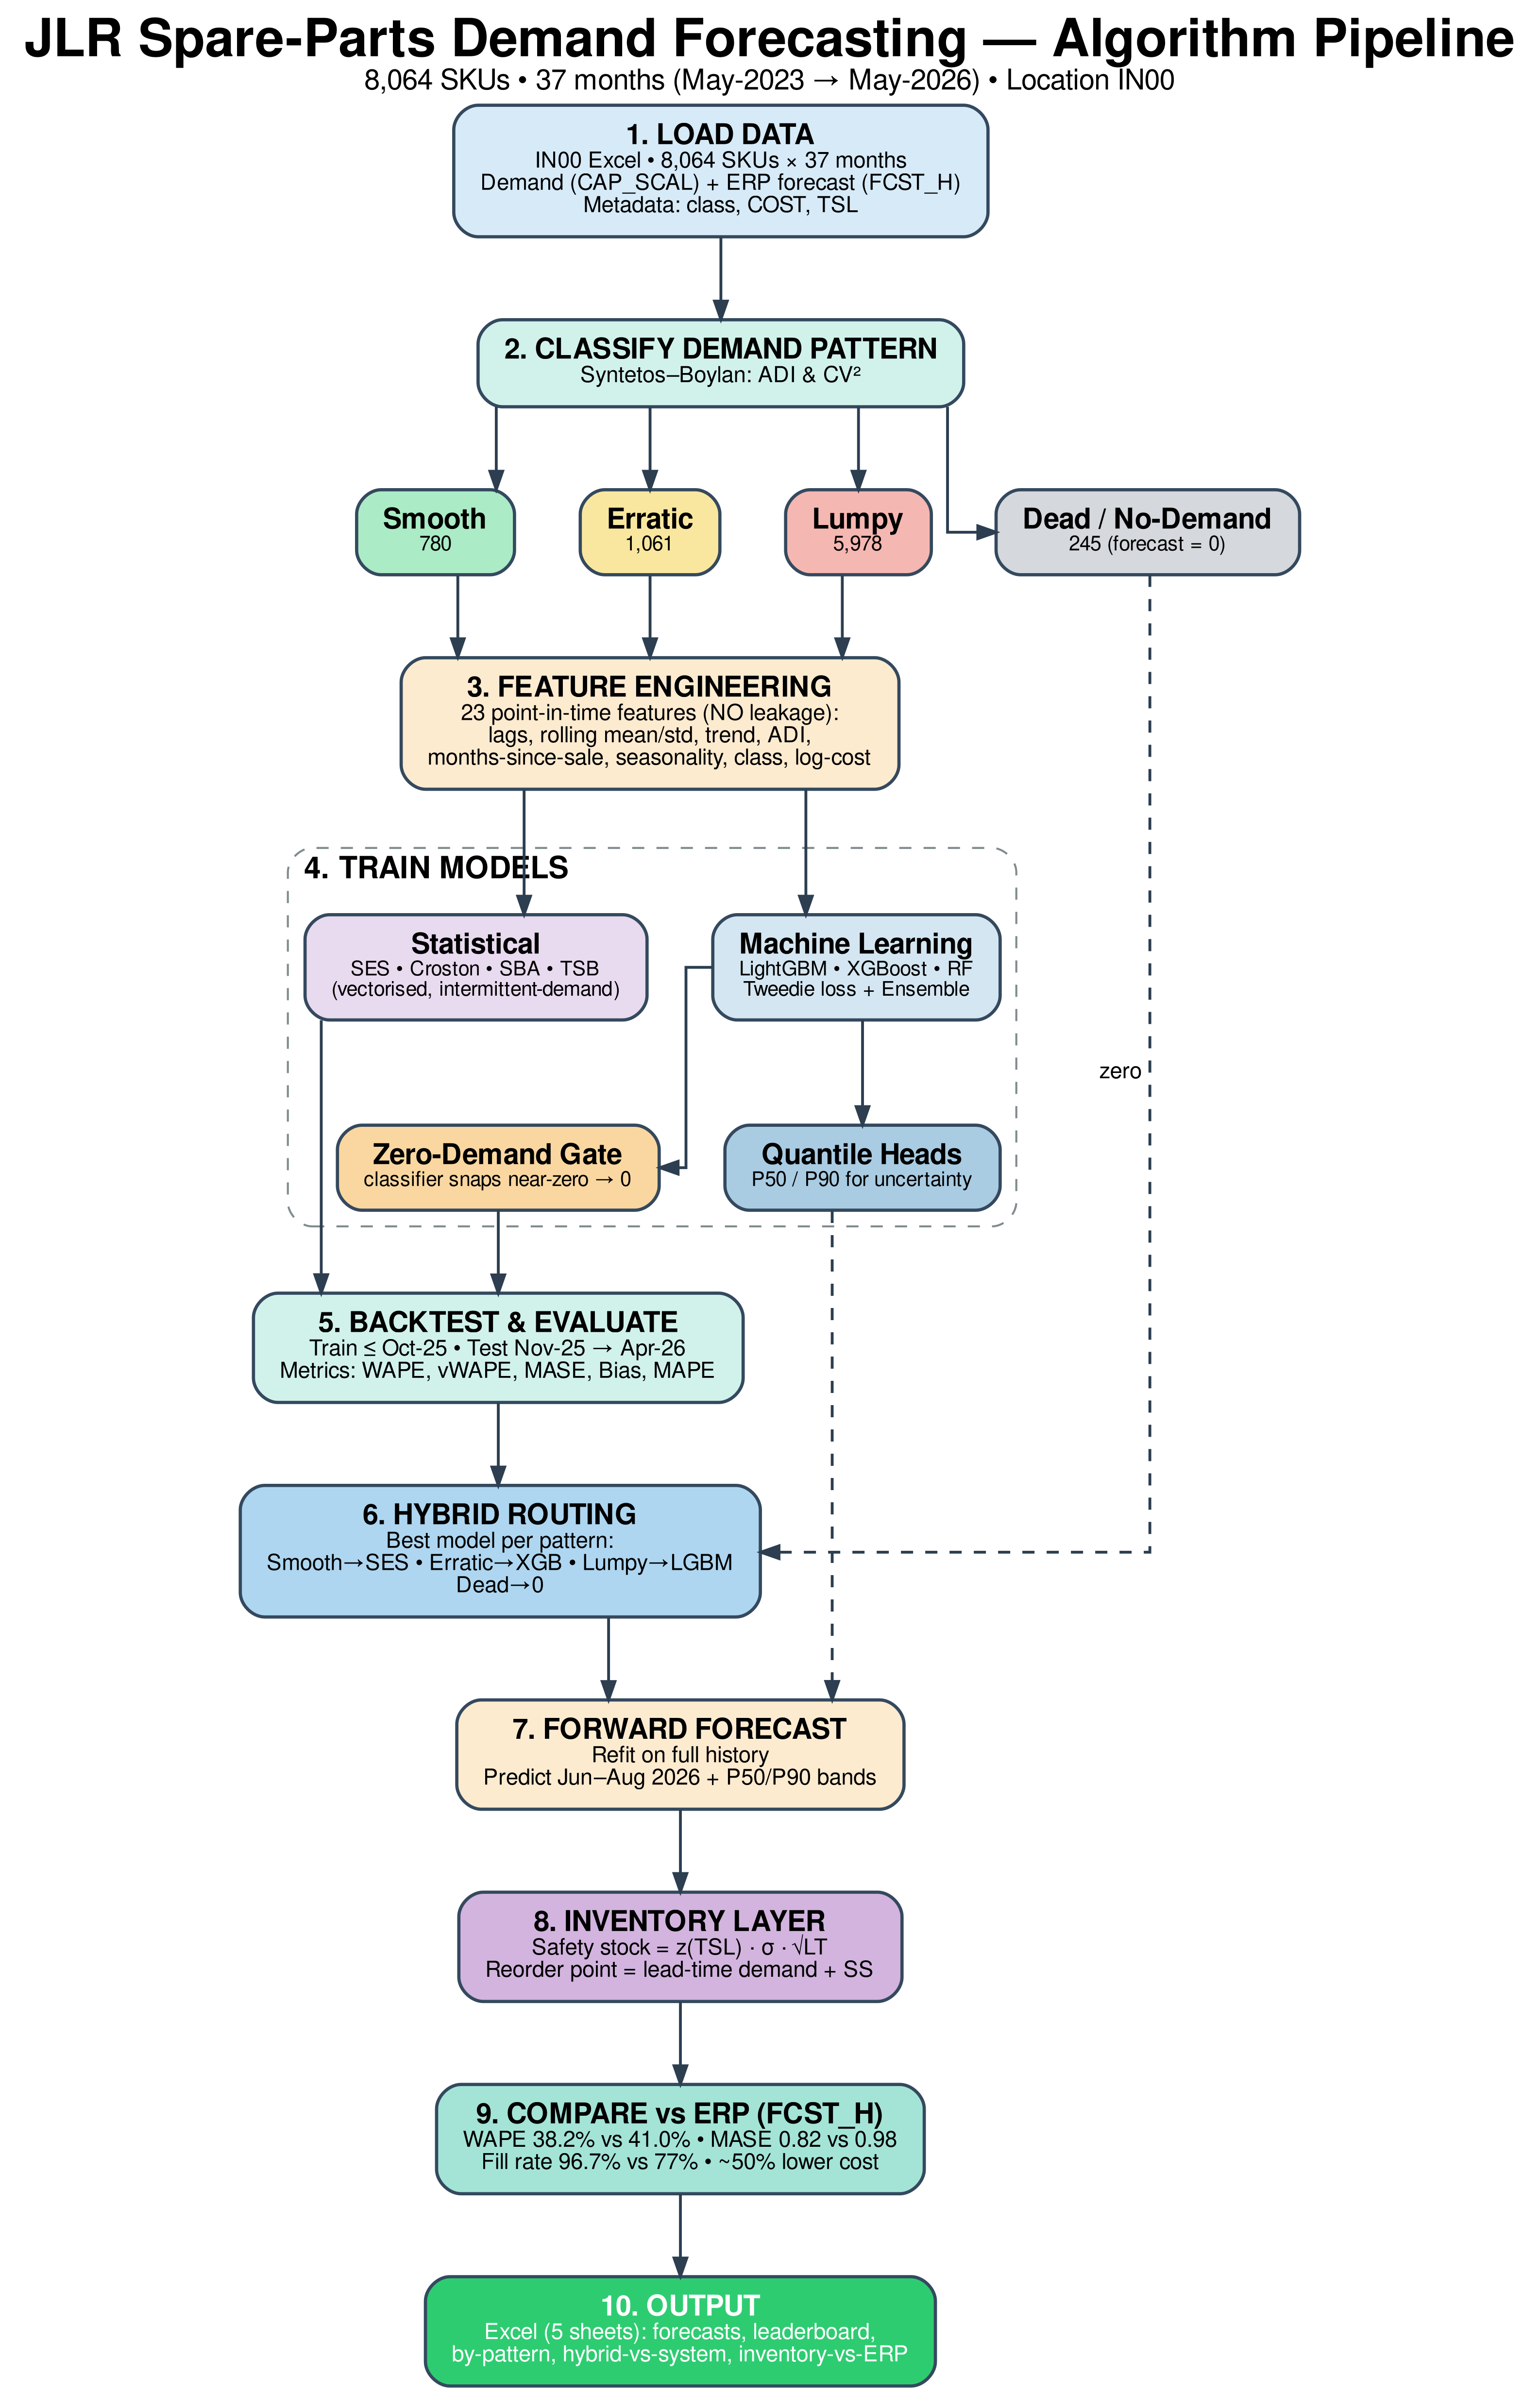 JLR Spare-Parts Demand Forecasting — Algorithm Pipeline
8,064 SKUs • 37 months (May-2023 → May-2026) • Location IN00
1. LOAD DATA
IN00 Excel • 8,064 SKUs × 37 months
Demand (CAP_SCAL) + ERP forecast (FCST_H)
Metadata: class, COST, TSL
2. CLASSIFY DEMAND PATTERN
Syntetos–Boylan: ADI & CV²
Smooth
780
Erratic
1,061
Lumpy
5,978
Dead / No-Demand
245 (forecast = 0)
3. FEATURE ENGINEERING
23 point-in-time features (NO leakage):
lags, rolling mean/std, trend, ADI,
months-since-sale, seasonality, class, log-cost
4. TRAIN MODELS
Statistical
SES • Croston • SBA • TSB
(vectorised, intermittent-demand)
Machine Learning
LightGBM • XGBoost • RF
Tweedie loss + Ensemble
zero
Zero-Demand Gate
classifier snaps near-zero → 0
Quantile Heads
P50 / P90 for uncertainty
5. BACKTEST & EVALUATE
Train ≤ Oct-25 • Test Nov-25 → Apr-26
Metrics: WAPE, vWAPE, MASE, Bias, MAPE
6. HYBRID ROUTING
Best model per pattern:
Smooth→SES • Erratic→XGB • Lumpy→LGBM
Dead→0
7. FORWARD FORECAST
Refit on full history
Predict Jun–Aug 2026 + P50/P90 bands
8. INVENTORY LAYER
Safety stock = z(TSL) · σ · √LT
Reorder point = lead-time demand + SS
9. COMPARE vs ERP (FCST_H)
WAPE 38.2% vs 41.0% • MASE 0.82 vs 0.98
Fill rate 96.7% vs 77% • ~50% lower cost
10. OUTPUT
Excel (5 sheets): forecasts, leaderboard,
by-pattern, hybrid-vs-system, inventory-vs-ERP